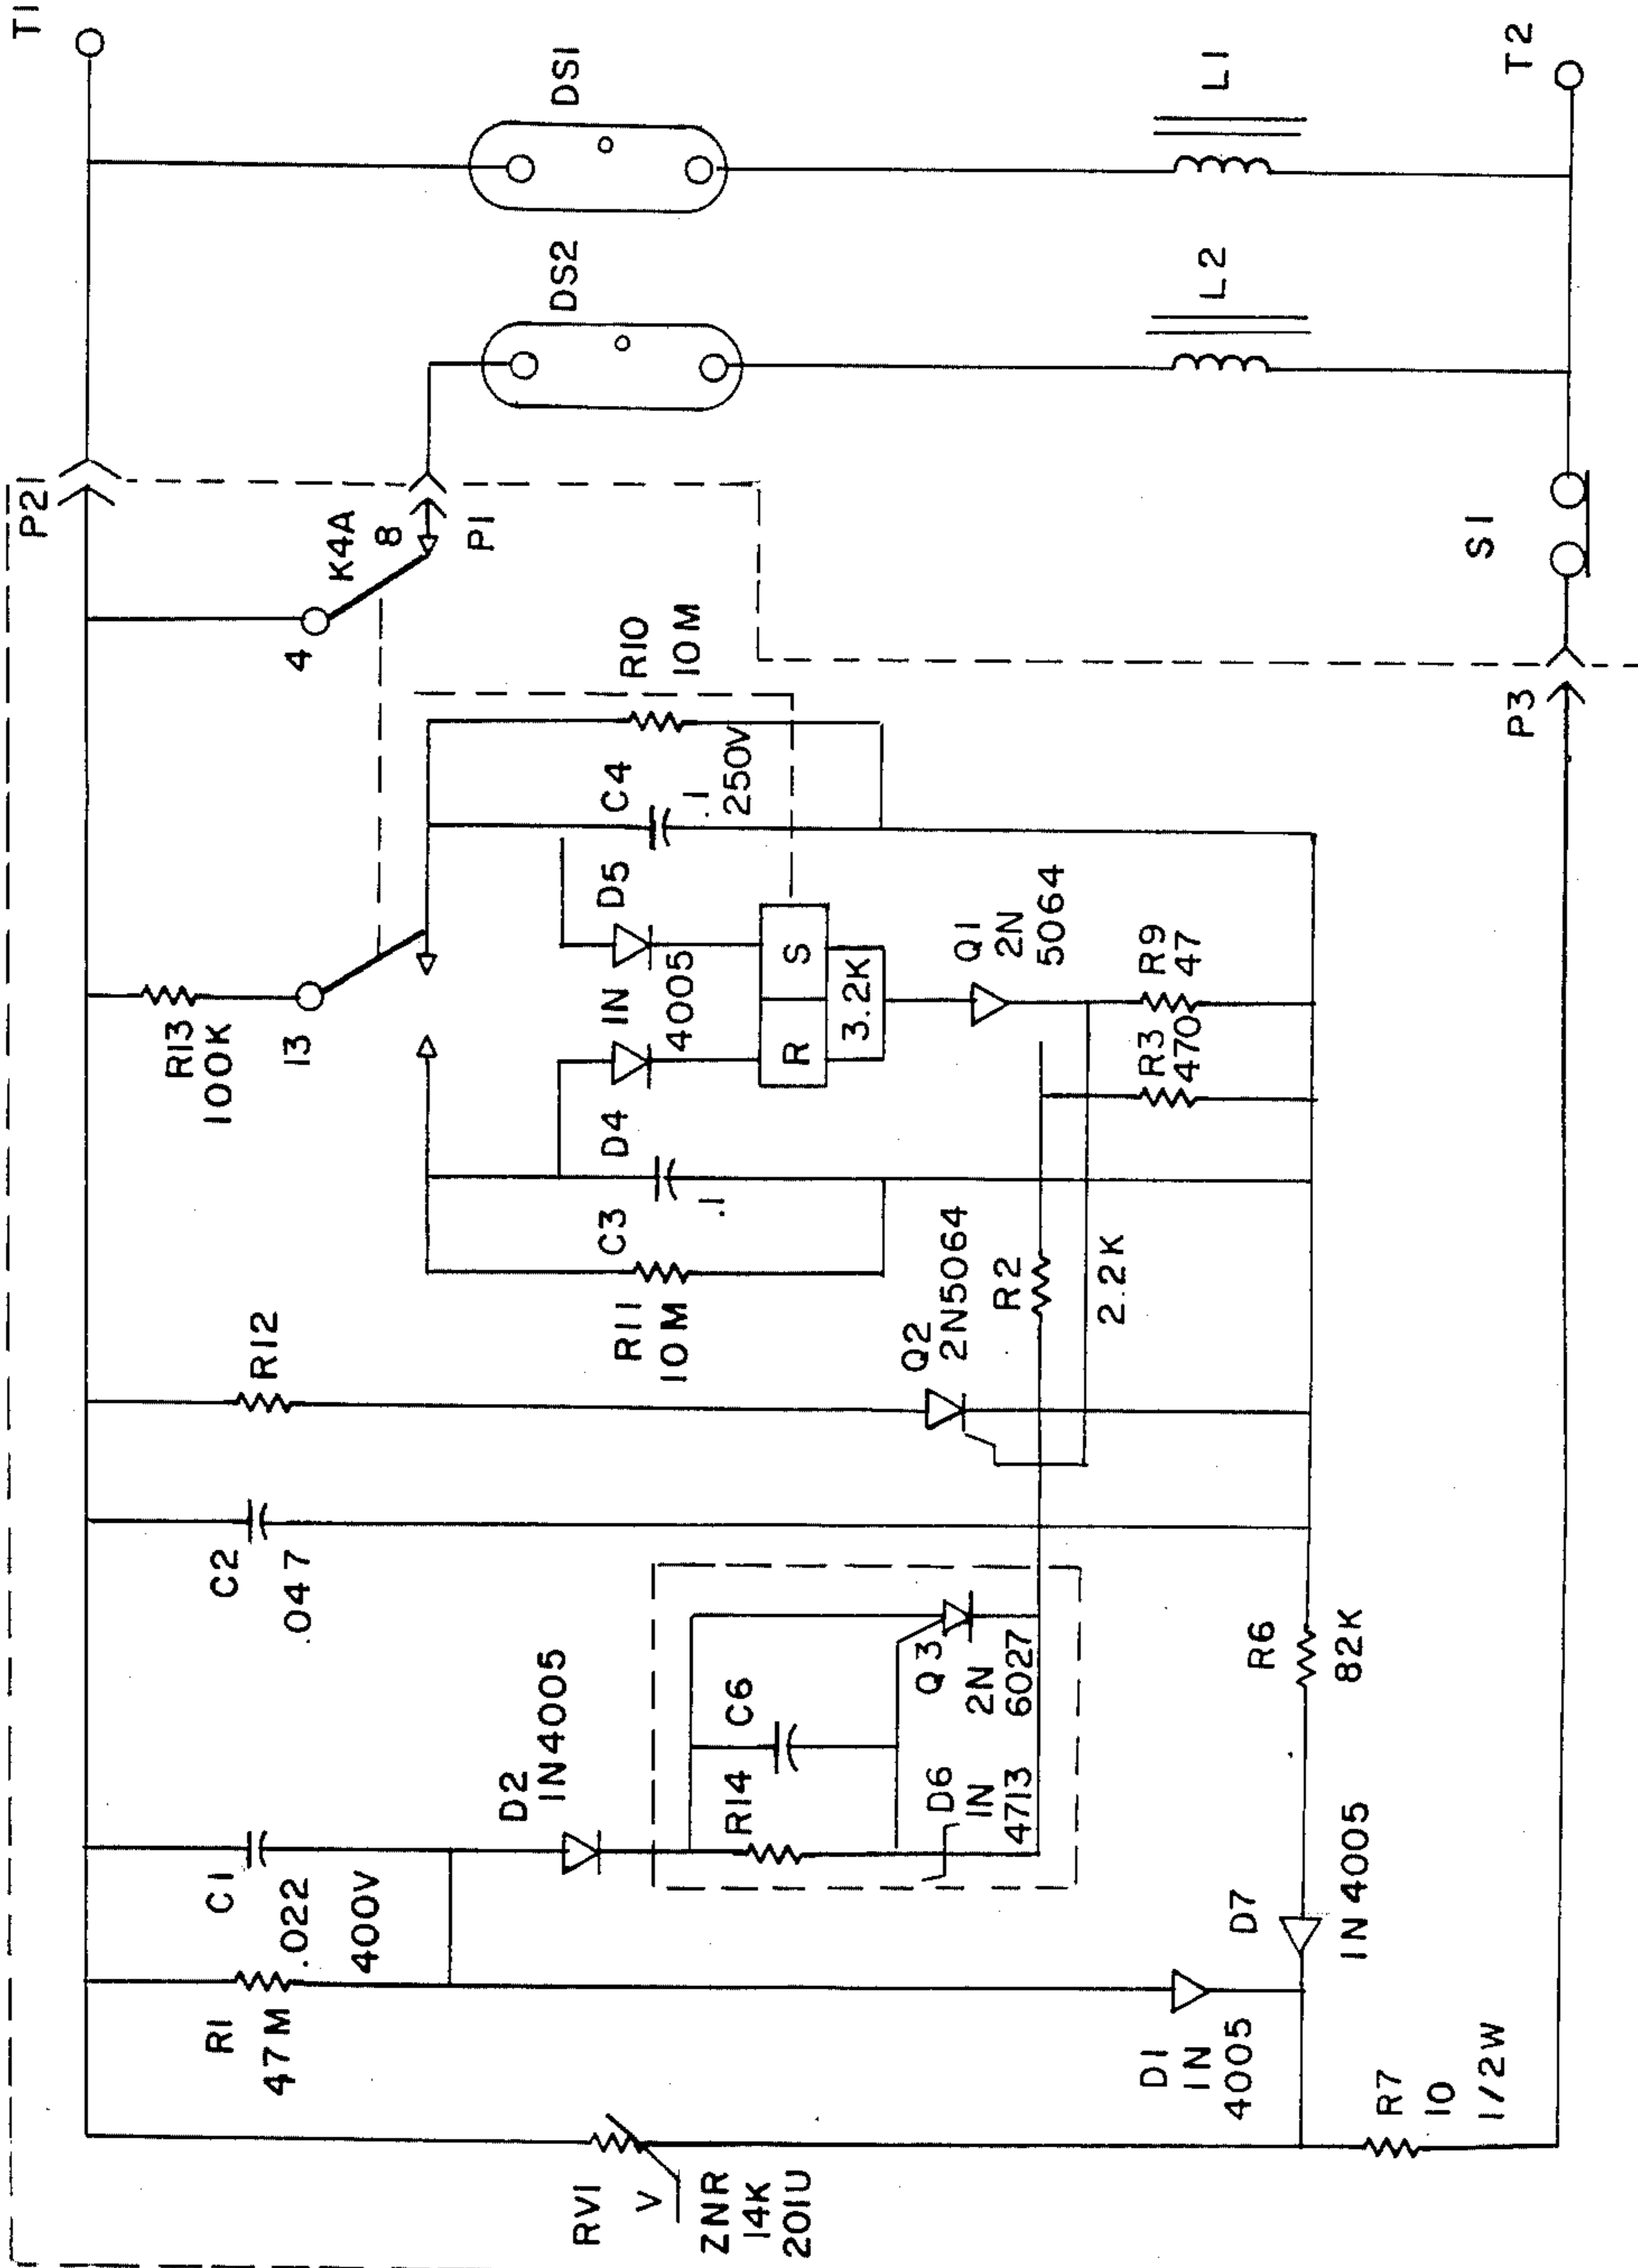 T1
P21
K4A
8
P1
4
DS1
DS2
L1
L2
T2
S1
P3
R13
100K
13
R10
10M
C4
.1
250V
D5
IN
4005
D4
C3
.1
R11
10M
R
S
3.2K
Q1
2N
5064
R9
47
R3
470
R12
Q2
2N5064
R2
2.2K
C2
.047
C1
.022
400V
R1
47M
D2
1N4005
R14
C6
Q3
2N
6027
D6
IN
4713
R6
82K
D7
IN4005
D1
1N
4005
RV1
V
ZNR
14K
201U
R7
10
1/2W